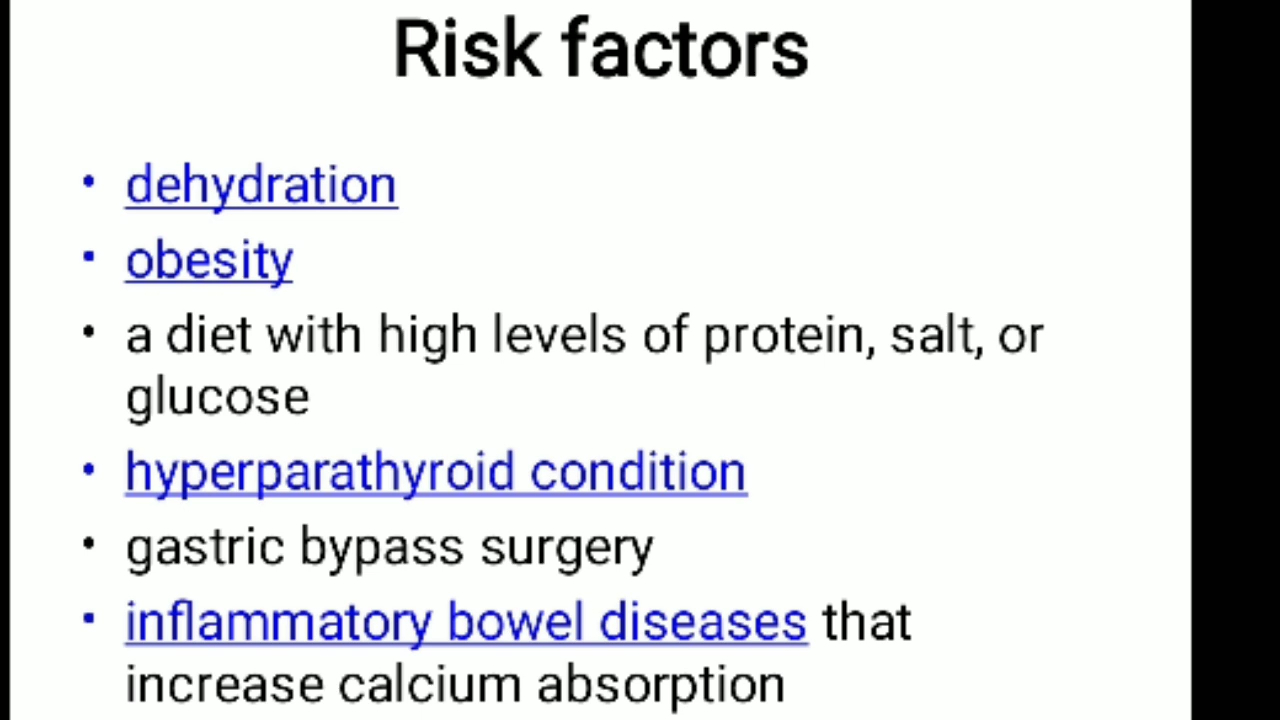 Risk factors
• dehydration
• obesity
• a diet with high levels of protein, salt, or
glucose
• hyperparathyroid condition
• gastric bypass surgery
• inflammatory bowel diseases that
increase calcium absorption